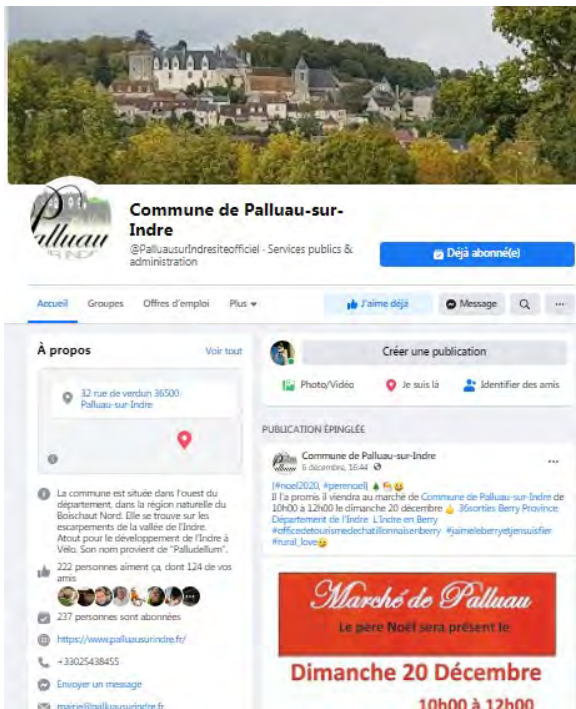 Palluau
SUR INDRE
Commune de Palluau-sur-
Indre
@PalluausurIndresiteofficiel · Services publics &
administration
Déjà abonné(e)
Accueil
Groupes
Offres d'emploi
Plus
J'aime déjà
Message
À propos
Voir tout
32 rue de verdun 36500
Palluau-sur-Indre
La commune est située dans l'ouest du
département, dans la région naturelle du
Boischaut Nord. Elle se trouve sur les
escarpements de la vallée de l'Indre.
Atout pour le développement de l'Indre à
Vélo. Son nom provient de "Palludellum".
222 personnes aiment ça, dont 124 de vos
amis
237 personnes sont abonnées
https://www.palluausurindre.fr/
+33025438455
Envoyer un message
mairie@palluausurindre.fr
Créer une publication
Photo/Vidéo
Je suis là
Identifier des amis
PUBLICATION ÉPINGLÉE
Commune de Palluau-sur-Indre
6 décembre, 16:44
[#noel2020, #perenoel] 🎄🎅😀
Il l'a promis il viendra au marché de Commune de Palluau-sur-Indre de
10h00 à 12h00 le dimanche 20 décembre 👍 36sorties Berry Province
Département de l'Indre L'Indre en Berry
#officedetourismedechatillonnaisenberry #jaimeleberryetjensuisfier
#rural_love😉
Marché de Palluau
Le père Noël sera présent le
Dimanche 20 Décembre
10h00 à 12h00